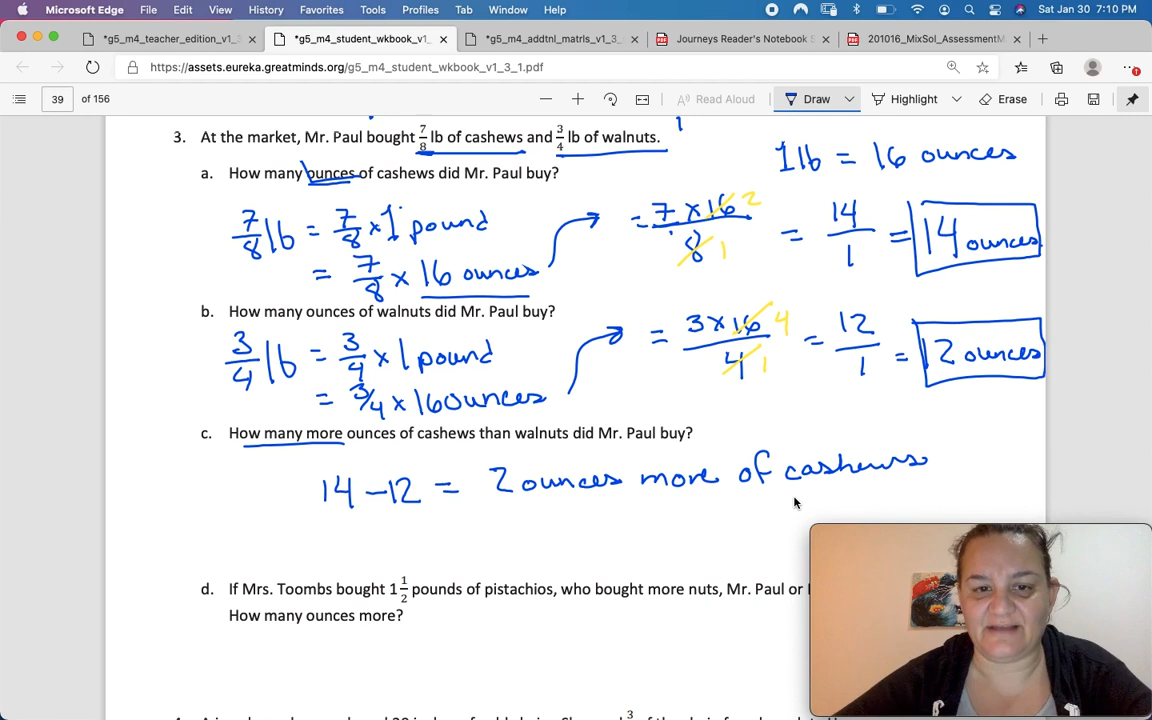 Microsoft Edge File Edit View History Favorites Tools Profiles Tab Window Help Sat Jan 30 7:10 PM
*g5_m4_teacher_edition_v1_ *g5_m4_student_wkbook_v1_ *g5_m4_addtnl_matrls_v1_3_ Journeys Reader's Notebook 201016_MixSol_AssessmentM
https://assets.eureka.greatminds.org/g5_m4_student_wkbook_v1_3_1.pdf
39 of 156 Read Aloud Draw Highlight Erase
3. At the market, Mr. Paul bought 7/8 lb of cashews and 3/4 lb of walnuts.
1 lb = 16 ounces
a. How many ounces of cashews did Mr. Paul buy?
7/8 lb = 7/8 × 1 pound
= 7/8 × 16 ounces
= 7 × 16 2 / 8 1 = 14/1 = 14 ounces
b. How many ounces of walnuts did Mr. Paul buy?
3/4 lb = 3/4 × 1 pound
= 3/4 × 16 ounces
= 3 × 16 4 / 4 1 = 12/1 = 12 ounces
c. How many more ounces of cashews than walnuts did Mr. Paul buy?
14 - 12 = 2 ounces more of cashews
d. If Mrs. Toombs bought 1 1/2 pounds of pistachios, who bought more nuts, Mr. Paul or
How many ounces more?